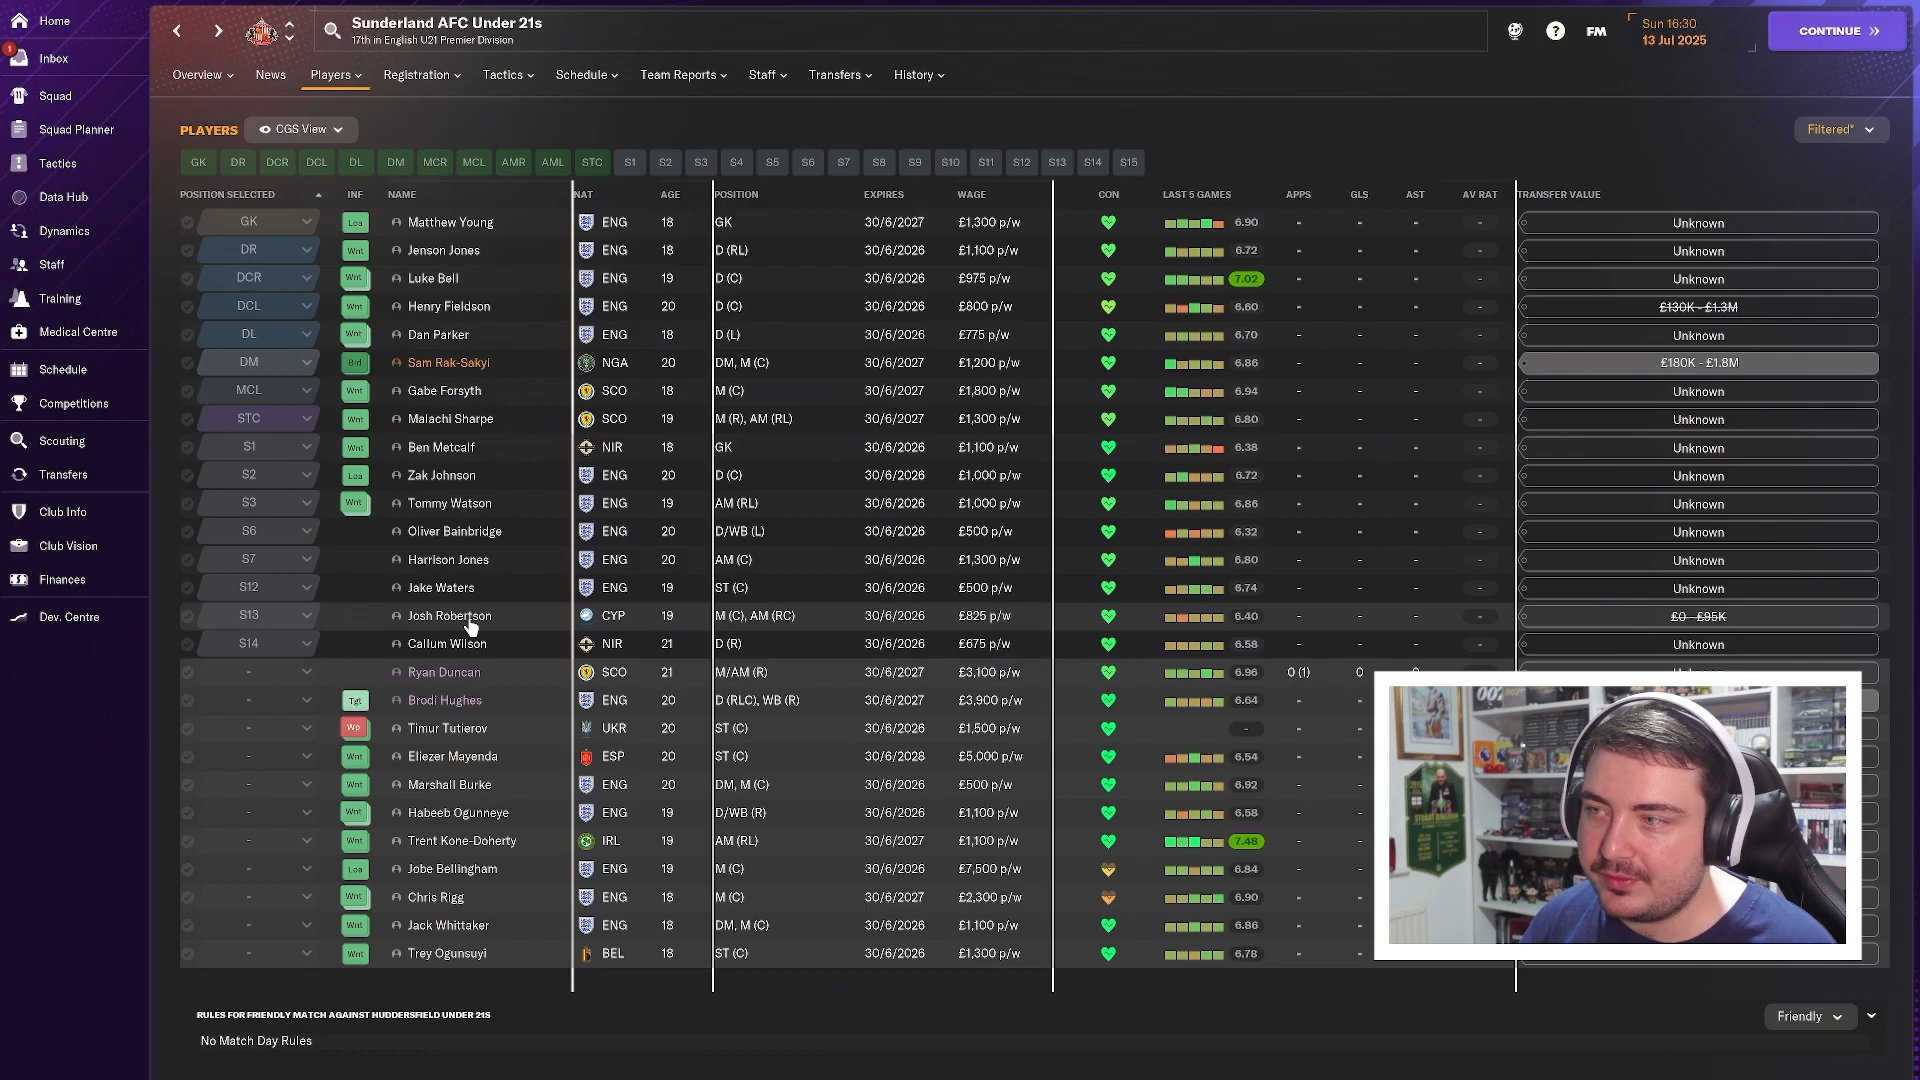 Home
1
Inbox
Squad
Squad Planner
Tactics
Data Hub
Dynamics
Staff
Training
Medical Centre
Schedule
Competitions
Scouting
Transfers
Club Info
Club Vision
Finances
Dev. Centre
Sunderland AFC Under 21s
17th in English U21 Premier Division
? FM
Sun 16:30
13 Jul 2025
CONTINUE
Overview News Players Registration Tactics Schedule Team Reports Staff Transfers History
PLAYERS CGS View Filtered*
GK DR DCR DCL DL DM MCR MCL AMR AML STC S1 S2 S3 S4 S5 S6 S7 S8 S9 S10 S11 S12 S13 S14 S15
POSITION SELECTED INF NAME NAT AGE POSITION EXPIRES WAGE CON LAST 5 GAMES APPS GLS AST AV RAT TRANSFER VALUE
GK Loa Matthew Young ENG 18 GK 30/6/2027 £1,300 p/w 6.90 - - - - Unknown
DR Wnt Jenson Jones ENG 18 D (RL) 30/6/2027 £1,100 p/w 6.72 - - - - Unknown
DCR Wnt Luke Bell ENG 19 D (C) 30/6/2026 £975 p/w 7.02 - - - - Unknown
DCL Wnt Henry Fieldson ENG 20 D (C) 30/6/2026 £800 p/w 6.60 - - - - £130K - £1.3M
DL Wnt Dan Parker ENG 18 D (L) 30/6/2026 £775 p/w 6.70 - - - - Unknown
DM Bid Sam Rak-Sakyi NGA 20 DM, M (C) 30/6/2027 £1,200 p/w 6.86 - - - - £180K - £1.8M
MCL Wnt Gabe Forsyth SCO 18 M (C) 30/6/2027 £1,800 p/w 6.94 - - - - Unknown
STC Wnt Malachi Sharpe SCO 19 M (R), AM (RL) 30/6/2027 £1,300 p/w 6.80 - - - - Unknown
S1 Wnt Ben Metcalf NIR 18 GK 30/6/2026 £1,100 p/w 6.38 - - - - Unknown
S2 Loa Zak Johnson ENG 20 D (C) 30/6/2026 £1,000 p/w 6.72 - - - - Unknown
S3 Wnt Tommy Watson ENG 19 AM (RL) 30/6/2026 £1,000 p/w 6.86 - - - - Unknown
S6 Oliver Bainbridge ENG 20 D/WB (L) 30/6/2026 £500 p/w 6.32 - - - - Unknown
S7 Harrison Jones ENG 20 AM (C) 30/6/2026 £1,300 p/w 6.80 - - - - Unknown
S12 Jake Waters ENG 19 ST (C) 30/6/2026 £500 p/w 6.74 - - - - Unknown
S13 Josh Robertson CYP 19 M (C), AM (RC) 30/6/2026 £825 p/w 6.40 - - - - £0 - £95K
S14 Callum Wilson NIR 21 D (R) 30/6/2026 £675 p/w 6.58 - - - - Unknown
- Ryan Duncan SCO 21 M/AM (R) 30/6/2027 £3,100 p/w 6.96 0 (1) 0
- Tgt Brodi Hughes ENG 20 D (RLC), WB (R) 30/6/2027 £3,900 p/w 6.64 - -
- Wp Timur Tutierov UKR 20 ST (C) 30/6/2027 £1,500 p/w - - -
- Wnt Eliezer Mayenda ESP 20 ST (C) 30/6/2028 £5,000 p/w 6.54 - -
- Wnt Marshall Burke ENG 20 DM, M (C) 30/6/2026 £500 p/w 6.92 - -
- Wnt Habeeb Ogunneye ENG 19 D/WB (R) 30/6/2026 £1,100 p/w 6.58 - -
- Wnt Trent Kone-Doherty IRL 19 AM (RL) 30/6/2027 £1,100 p/w 7.48 - -
- Loa Jobe Bellingham ENG 19 M (C) 30/6/2026 £7,500 p/w 6.84 - -
- Wnt Chris Rigg ENG 18 M (C) 30/6/2027 £2,300 p/w 6.90 - -
- Wnt Jack Whittaker ENG 18 DM, M (C) 30/6/2026 £1,100 p/w 6.86 - -
- Wnt Trey Ogunsuyi BEL 18 ST (C) 30/6/2026 £1,300 p/w 6.78 - -
RULES FOR FRIENDLY MATCH AGAINST HUDDERSFIELD UNDER 21S
Friendly
No Match Day Rules